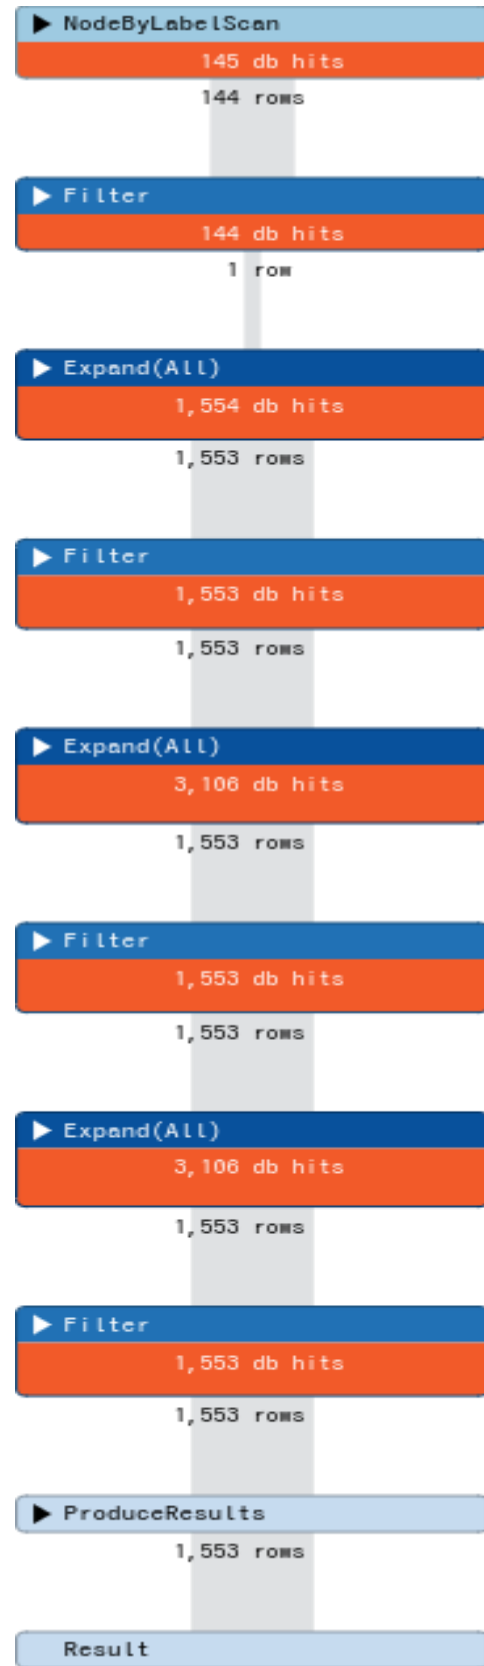 ▶ NodeByLabelScan
145 db hits
144 rows
▶ Filter
144 db hits
1 row
▶ Expand(All)
1,554 db hits
1,553 rows
▶ Filter
1,553 db hits
1,553 rows
▶ Expand(All)
3,106 db hits
1,553 rows
▶ Filter
1,553 db hits
1,553 rows
▶ Expand(All)
3,106 db hits
1,553 rows
▶ Filter
1,553 db hits
1,553 rows
▶ ProduceResults
1,553 rows
Result